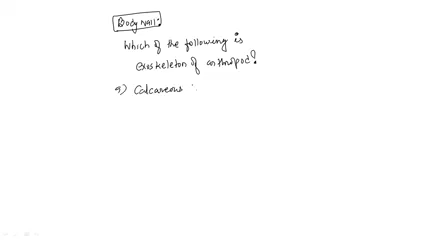 Body Wall:
Which of the following is
exoskeleton of arthropod?
a) Calcareous